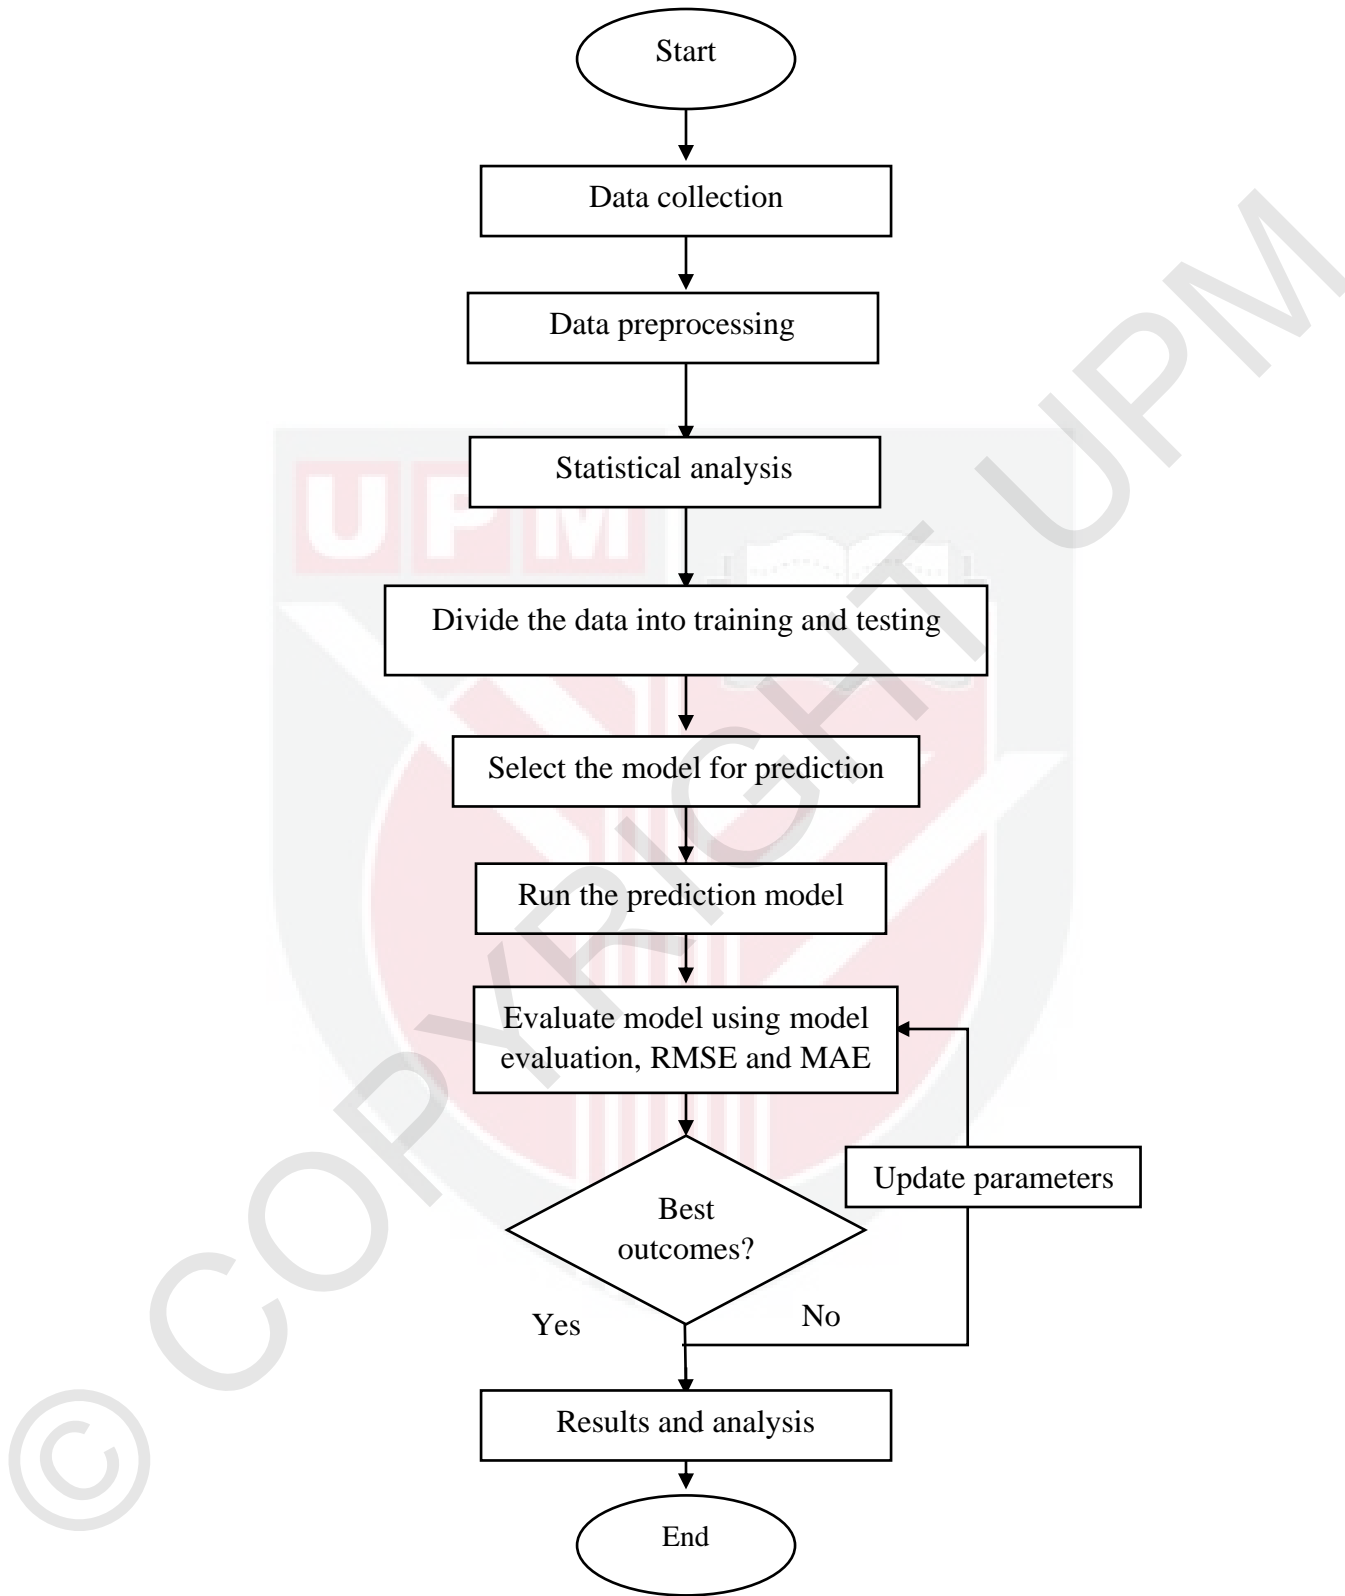 Start
Data collection
Data preprocessing
Statistical analysis
UPM
Divide the data into training and testing
Select the model for prediction
Run the prediction model
Evaluate model using model
evaluation, RMSE and MAE
Update parameters
Best
outcomes?
Yes
No
Results and analysis
End
© COPYRIGHT UPM